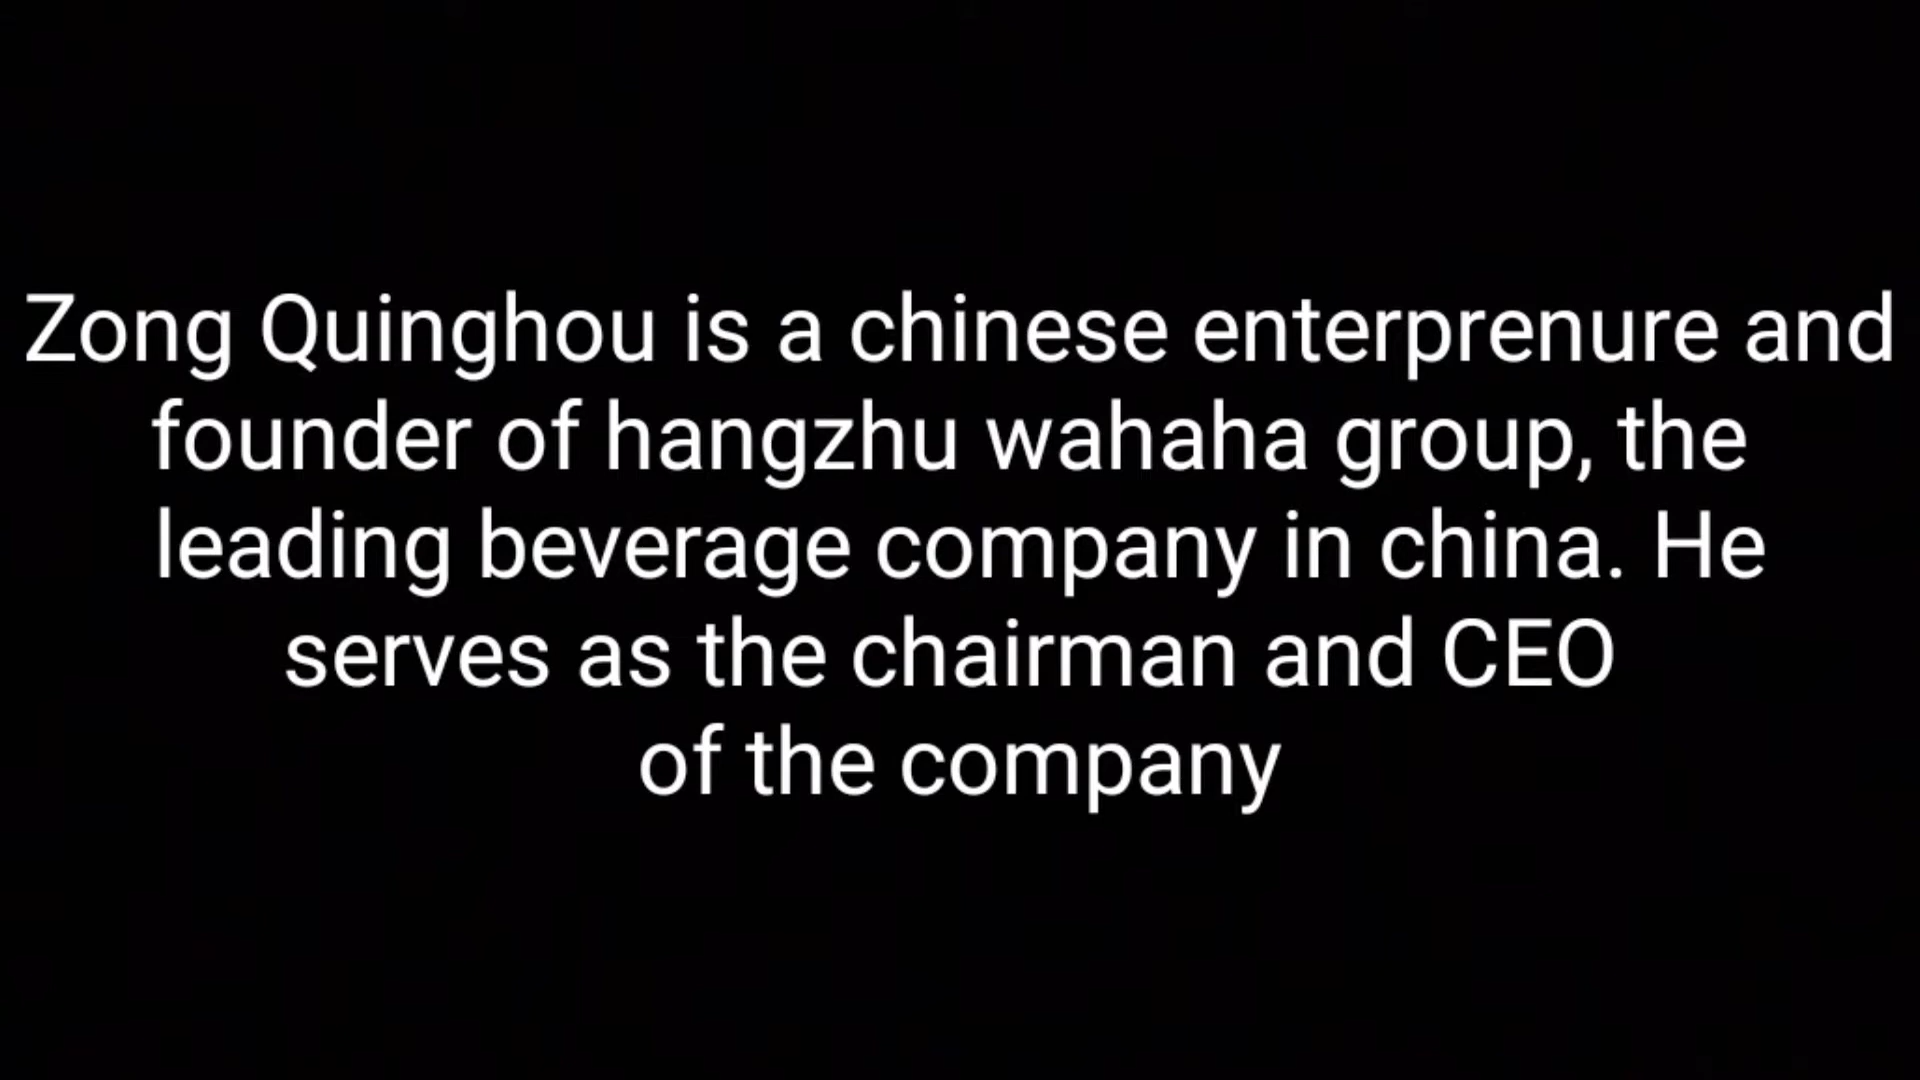 Zong Quinghou is a chinese enterprenure and
founder of hangzhu wahaha group, the
leading beverage company in china. He
serves as the chairman and CEO
of the company